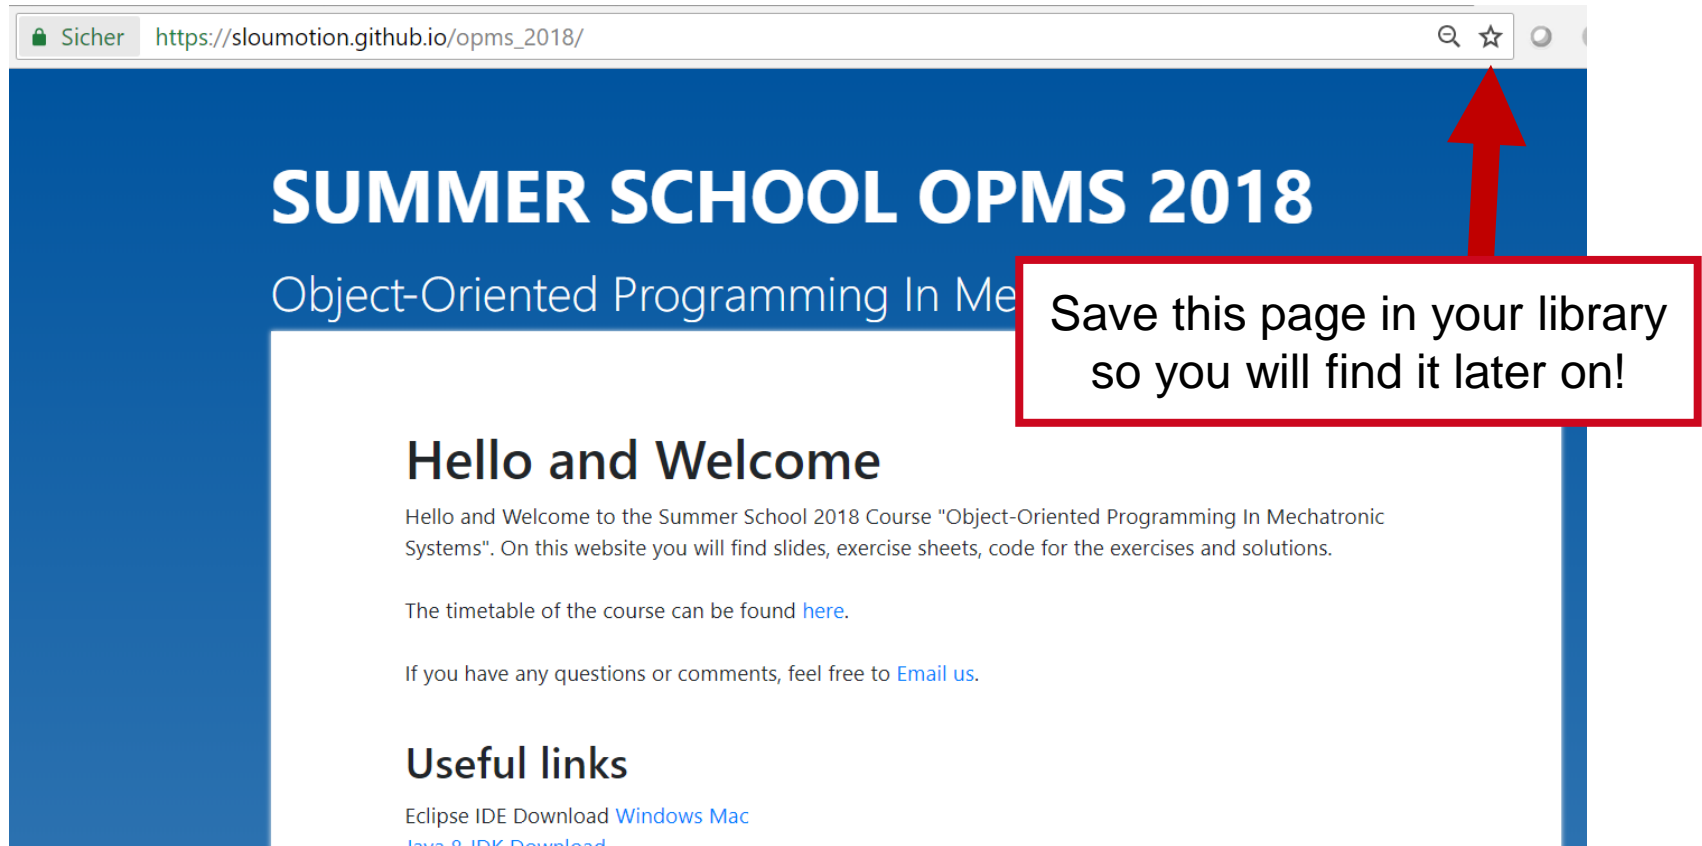 Sicher https://sloumotion.github.io/opms_2018/
SUMMER SCHOOL OPMS 2018
Object-Oriented Programming In Me
Save this page in your library
so you will find it later on!
Hello and Welcome
Hello and Welcome to the Summer School 2018 Course "Object-Oriented Programming In Mechatronic
Systems". On this website you will find slides, exercise sheets, code for the exercises and solutions.
The timetable of the course can be found here.
If you have any questions or comments, feel free to Email us.
Useful links
Eclipse IDE Download Windows Mac
Java 8 JDK Download